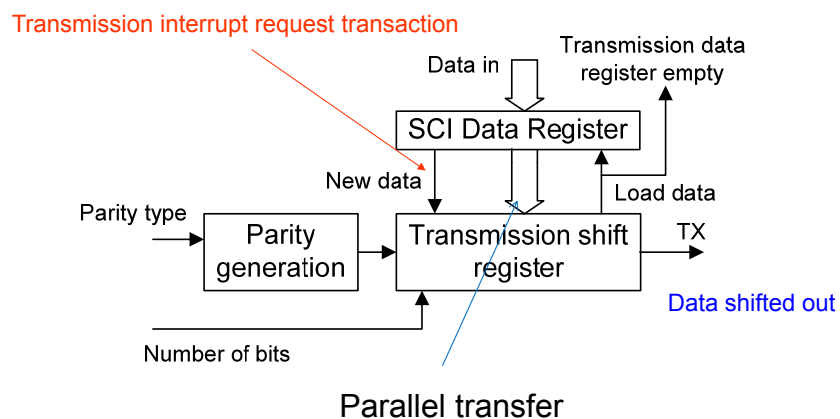 Transmission interrupt request transaction
Transmission data
register empty
Data in
SCI Data Register
New data
Load data
Parity type
Parity
generation
Transmission shift
register
TX
Data shifted out
Number of bits
Parallel transfer